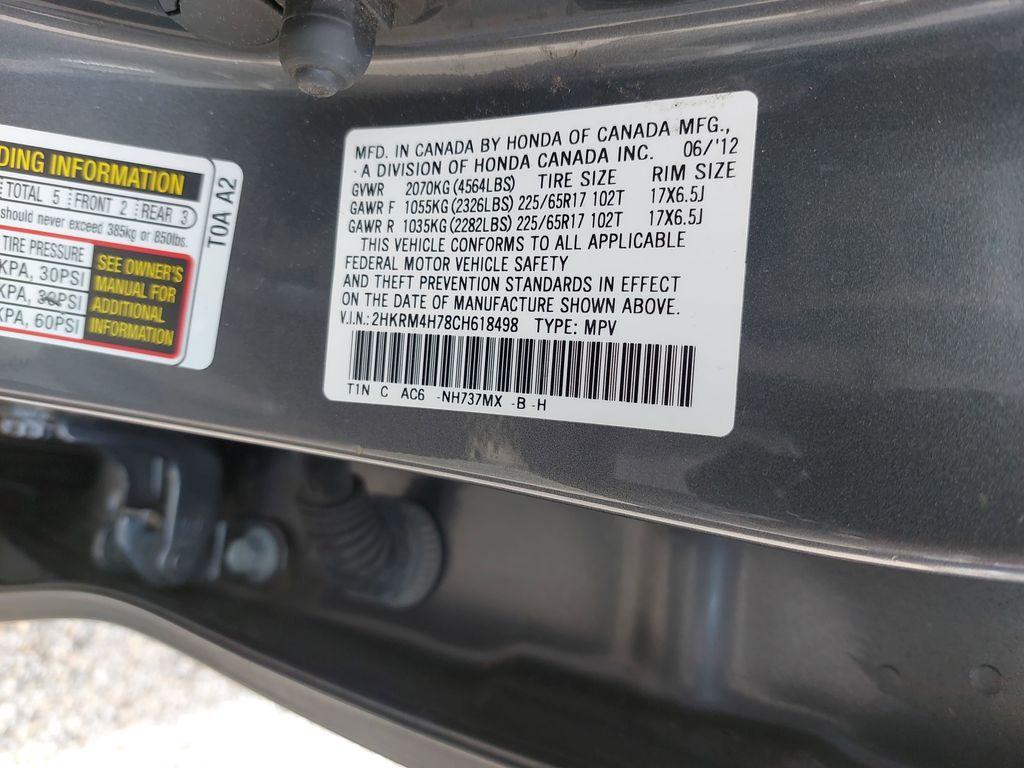 DING INFORMATION
TOTAL 5 FRONT 2 REAR 3
should never exceed 385kg or 850lbs.
TIRE PRESSURE
KPA, 30PSI
KPA, 30PSI
KPA, 60PSI
SEE OWNER'S
MANUAL FOR
ADDITIONAL
INFORMATION
T0A A2
MFD. IN CANADA BY HONDA OF CANADA MFG.,
A DIVISION OF HONDA CANADA INC. 06/'12
GVWR 2070KG(4564LBS) TIRE SIZE RIM SIZE
GAWR F 1055KG(2326LBS) 225/65R17 102T 17X6.5J
GAWR R 1035KG(2282LBS) 225/65R17 102T 17X6.5J
THIS VEHICLE CONFORMS TO ALL APPLICABLE
FEDERAL MOTOR VEHICLE SAFETY
AND THEFT PREVENTION STANDARDS IN EFFECT
ON THE DATE OF MANUFACTURE SHOWN ABOVE.
V.I.N.: 2HKRM4H78CH618498 TYPE: MPV
T1N C AC6 -NH737MX -B -H